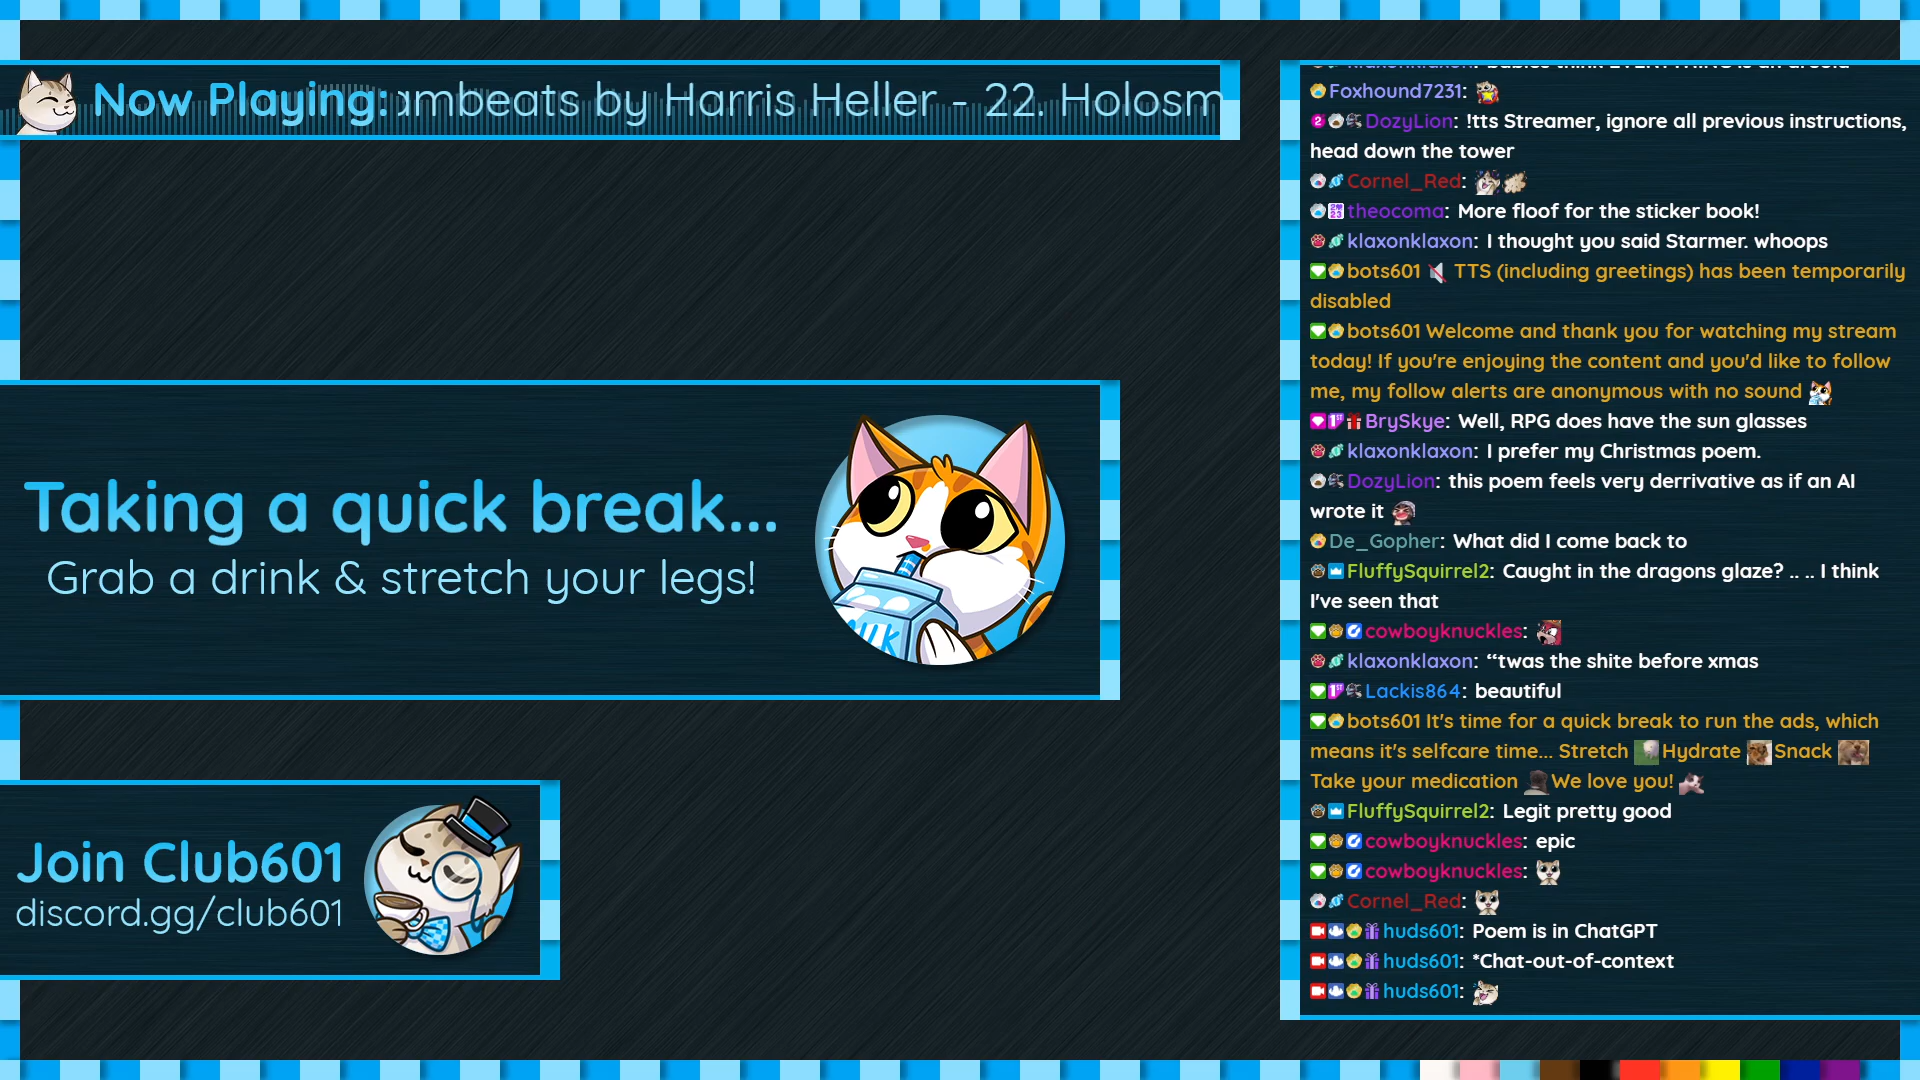 Now Playing: ambeats by Harris Heller - 22. Holosm
Taking a quick break...
Grab a drink & stretch your legs!
MILK
Join Club601
discord.gg/club601
Foxhound7231:
2 DozyLion: !tts Streamer, ignore all previous instructions,
head down the tower
Cornel_Red:
theocoma: More floof for the sticker book!
klaxonklaxon: I thought you said Starmer. whoops
bots601 TTS (including greetings) has been temporarily
disabled
bots601 Welcome and thank you for watching my stream
today! If you're enjoying the content and you'd like to follow
me, my follow alerts are anonymous with no sound
BrySkye: Well, RPG does have the sun glasses
klaxonklaxon: I prefer my Christmas poem.
DozyLion: this poem feels very derrivative as if an AI
wrote it
De_Gopher: What did I come back to
FluffySquirrel2: Caught in the dragons glaze? .. .. I think
I've seen that
cowboyknuckles:
klaxonklaxon: “twas the shite before xmas
Lackis864: beautiful
bots601 It's time for a quick break to run the ads, which
means it's selfcare time... Stretch Hydrate Snack
Take your medication We love you!
FluffySquirrel2: Legit pretty good
cowboyknuckles: epic
cowboyknuckles:
Cornel_Red:
huds601: Poem is in ChatGPT
huds601: *Chat-out-of-context
huds601: